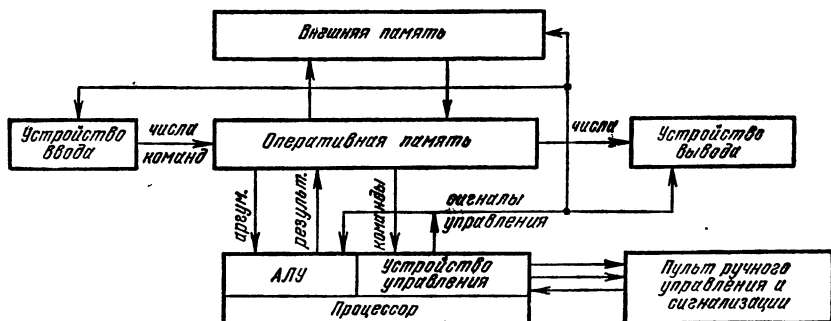 Внешняя память
Устройство
ввода
числа
команд
Оперативная память
числа
Устройство
вывода
аргум.
результ.
команды
сигналы
управления
АЛУ
Устройство
управления
Процессор
Пульт ручного
управления и
сигнализации